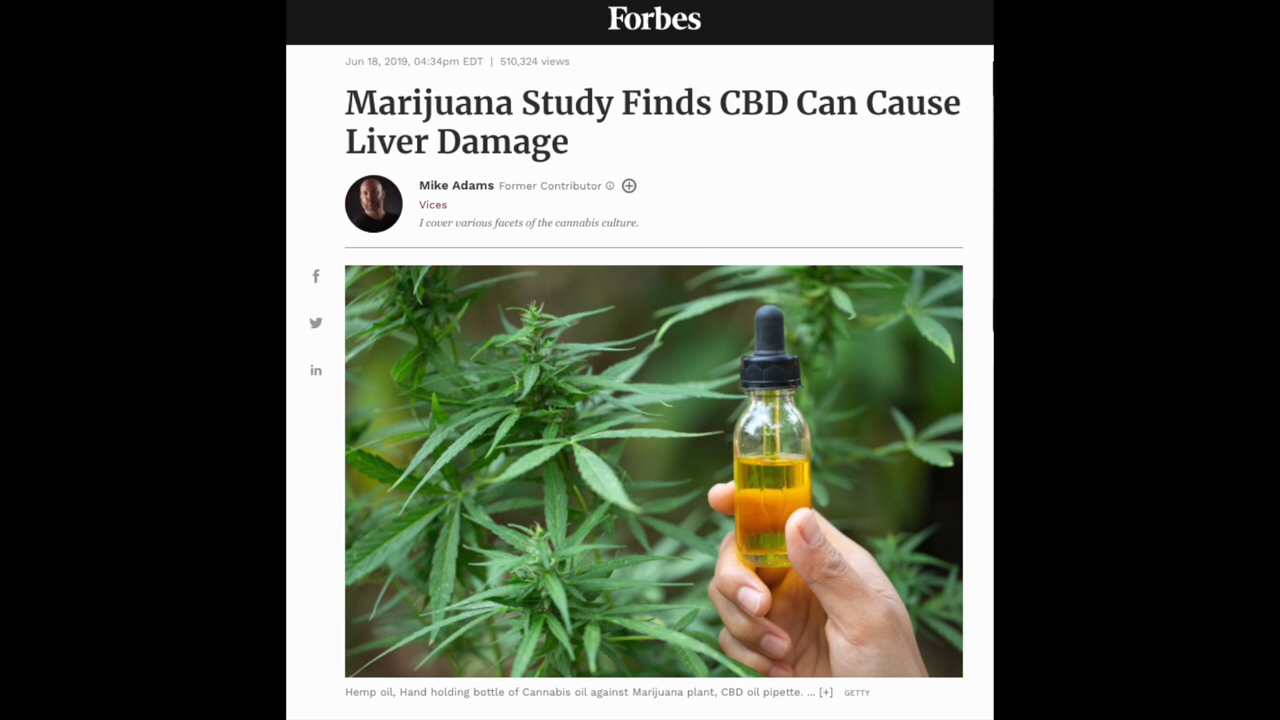 Forbes
Jun 18, 2019, 04:34pm EDT | 510,324 views
Marijuana Study Finds CBD Can Cause
Liver Damage
Mike Adams Former Contributor
Vices
I cover various facets of the cannabis culture.
Hemp oil, Hand holding bottle of Cannabis oil against Marijuana plant, CBD oil pipette. ... [+] GETTY